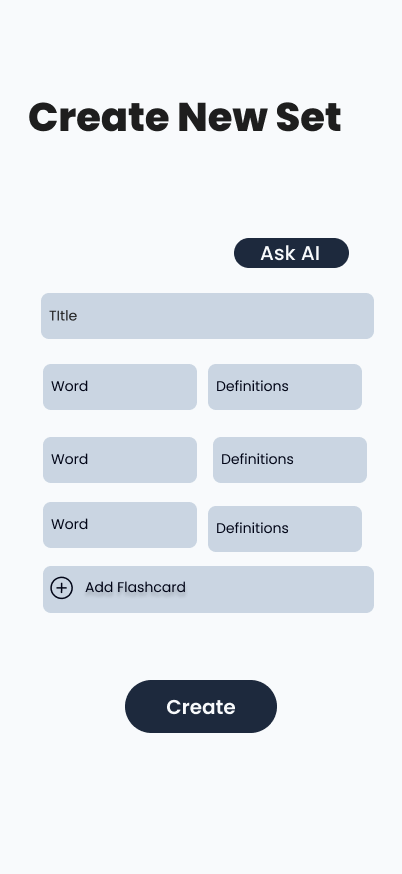 Create New Set
Ask AI
TItle
Word Definitions
Word Definitions
Word Definitions
Add Flashcard
Create